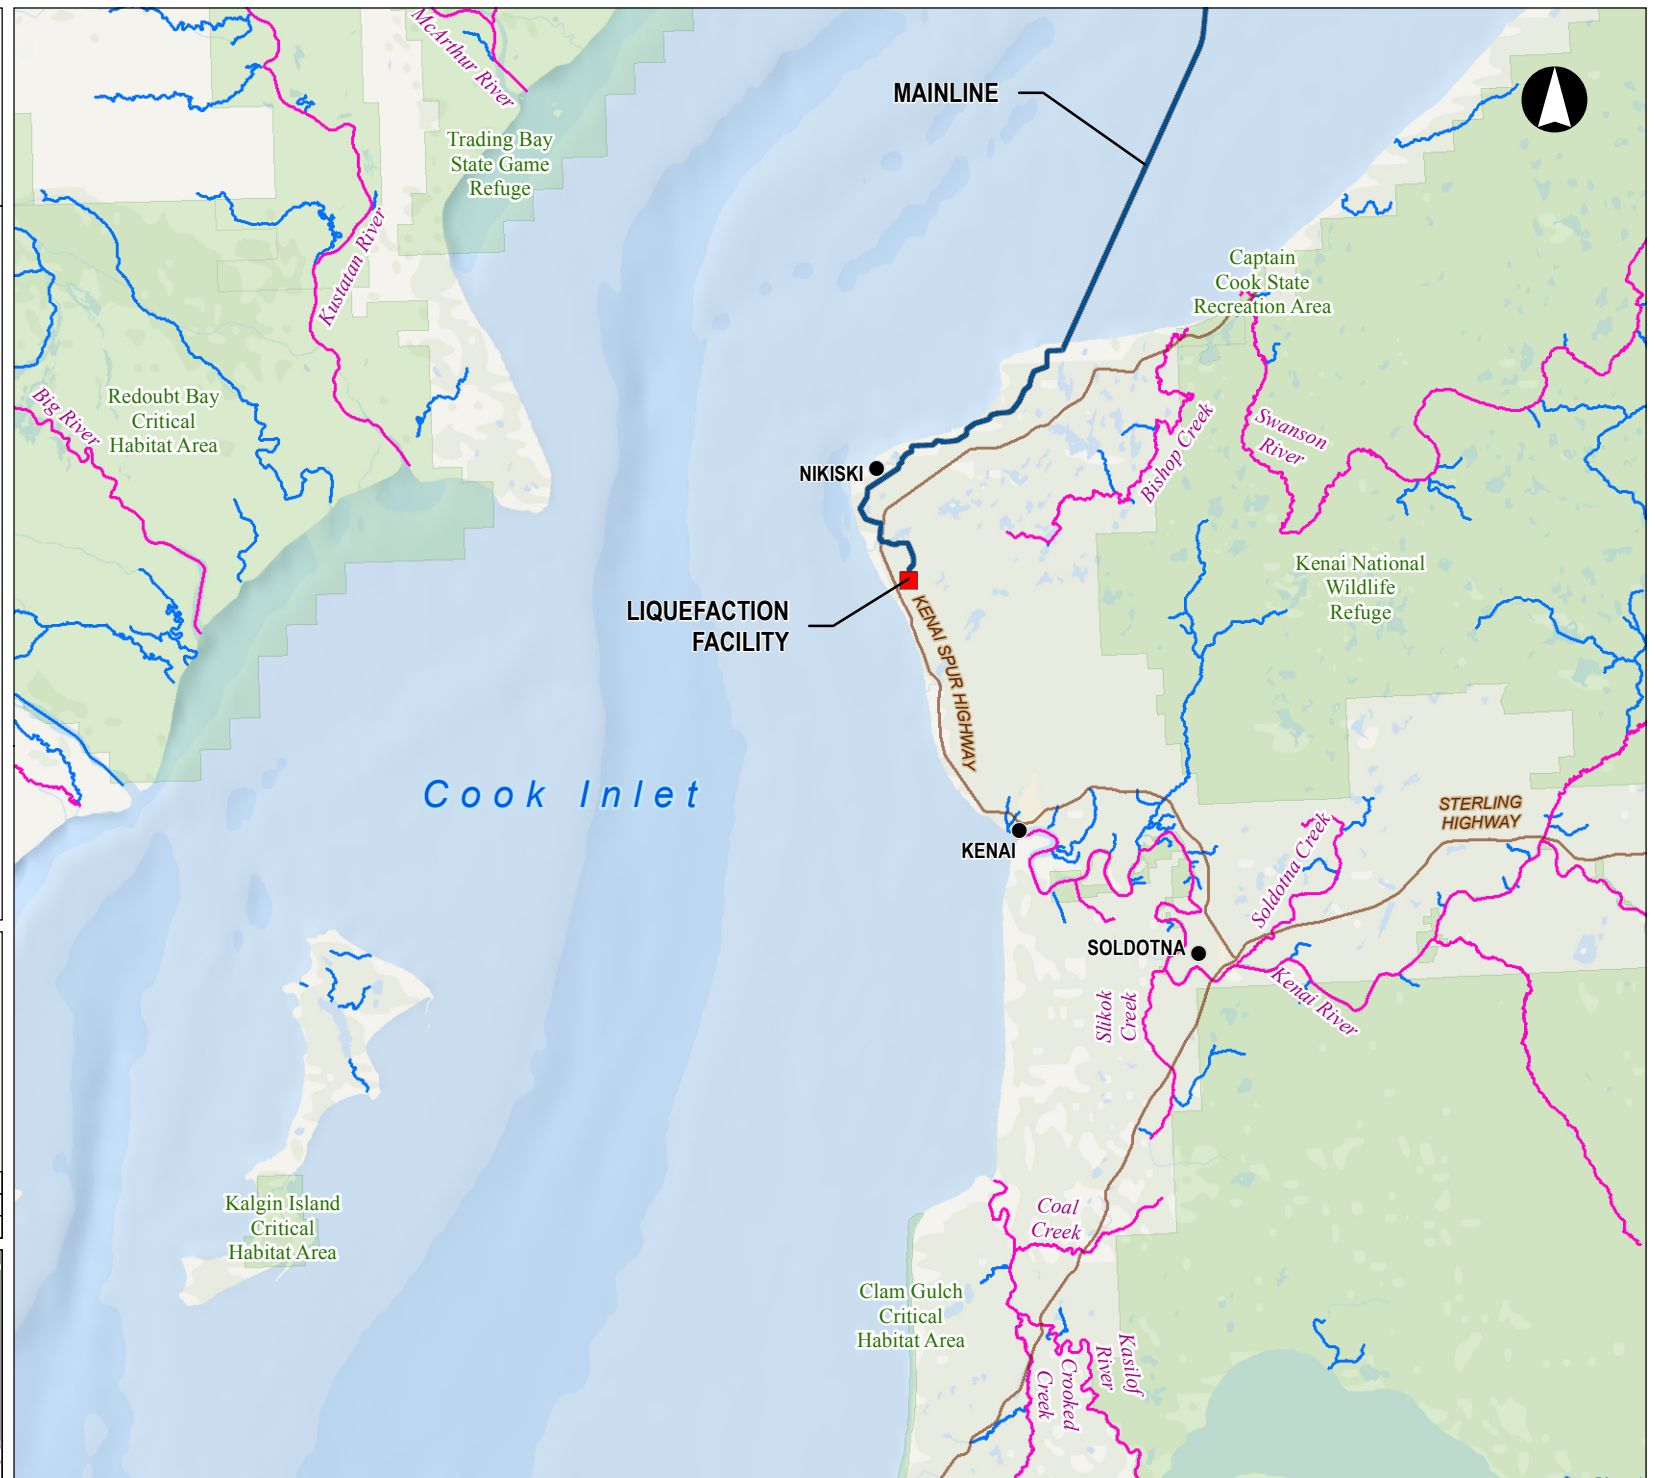 McArthur River
MAINLINE
Trading Bay
State Game
Refuge
Kustatan River
Captain
Cook State
Recreation Area
Big River
Redoubt Bay
Critical
Habitat Area
Bishop Creek
Swanson
River
NIKISKI
Kenai National
Wildlife
Refuge
LIQUEFACTION
FACILITY
KENAI SPUR HIGHWAY
Cook Inlet
STERLING
HIGHWAY
KENAI
Soldotna Creek
SOLDOTNA
Slikok
Creek
Kenai River
Kalgin Island
Critical
Habitat Area
Coal
Creek
Clam Gulch
Critical
Habitat Area
Kasilof
River
Crooked
Creek